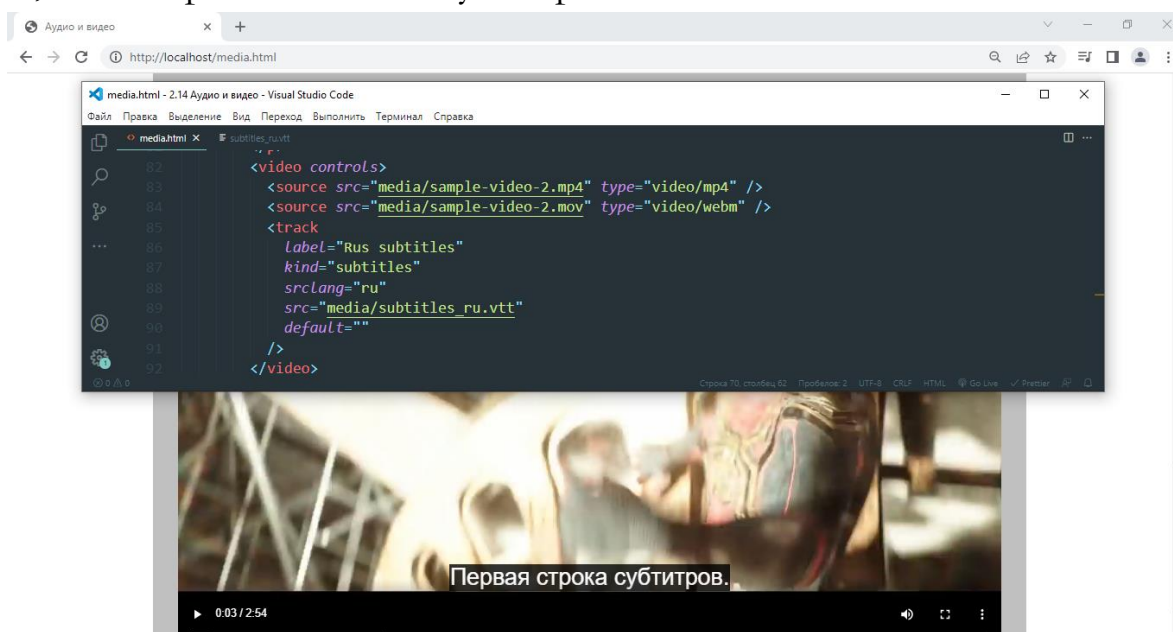 Аудио и видео
http://localhost/media.html
media.html - 2.14 Аудио и видео - Visual Studio Code
Файл Правка Выделение Вид Переход Выполнить Терминал Справка
media.html subtitles_ru.vtt
82 <video controls>
83 <source src="media/sample-video-2.mp4" type="video/mp4" />
84 <source src="media/sample-video-2.mov" type="video/webm" />
85 <track
86 label="Rus subtitles"
87 kind="subtitles"
88 srclang="ru"
89 src="media/subtitles_ru.vtt"
90 default=""
91 />
92 </video>
0 0 Строка 70, столбец 62 Пробелов: 2 UTF-8 CRLF HTML Go Live Prettier
Первая строка субтитров.
0:03 / 2:54